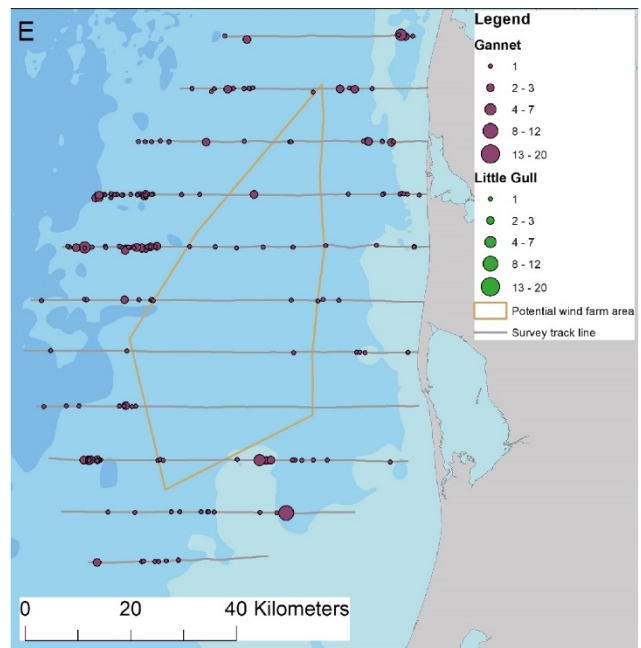 E
Legend
Gannet
1
2 - 3
4 - 7
8 - 12
13 - 20
Little Gull
1
2 - 3
4 - 7
8 - 12
13 - 20
Potential wind farm area
Survey track line
0 20 40 Kilometers